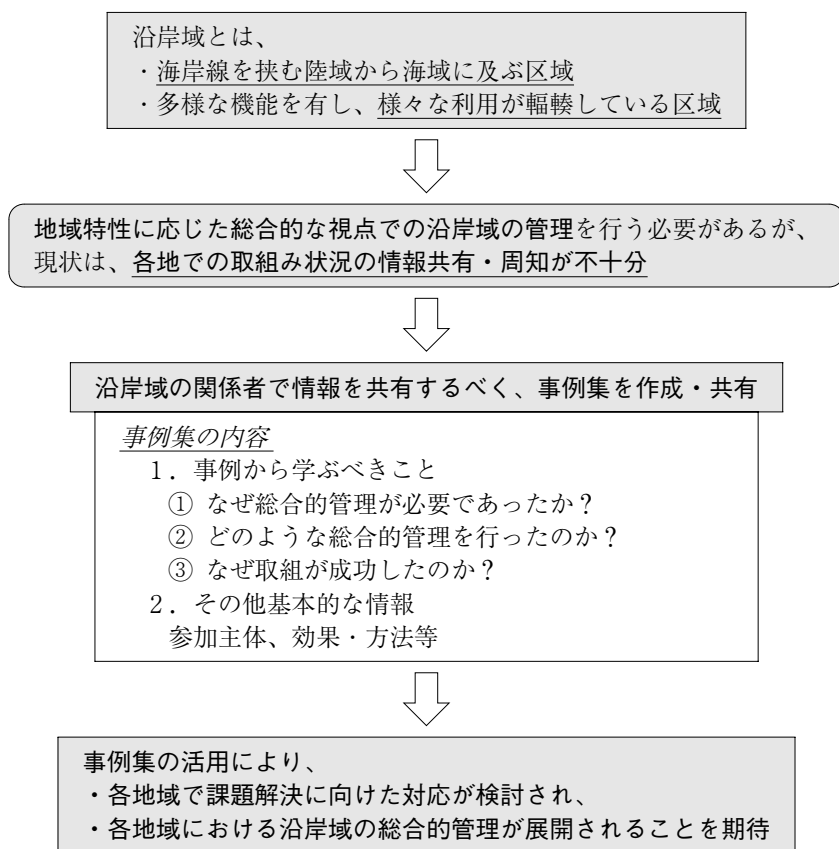 沿岸域とは、
・海岸線を挟む陸域から海域に及ぶ区域
・多様な機能を有し、様々な利用が輻輳している区域
地域特性に応じた総合的な視点での沿岸域の管理を行う必要があるが、
現状は、各地での取組み状況の情報共有・周知が不十分
沿岸域の関係者で情報を共有するべく、事例集を作成・共有
事例集の内容
１．事例から学ぶべきこと
① なぜ総合的管理が必要であったか？
② どのような総合的管理を行ったのか？
③ なぜ取組が成功したのか？
２．その他基本的な情報
参加主体、効果・方法等
事例集の活用により、
・各地域で課題解決に向けた対応が検討され、
・各地域における沿岸域の総合的管理が展開されることを期待